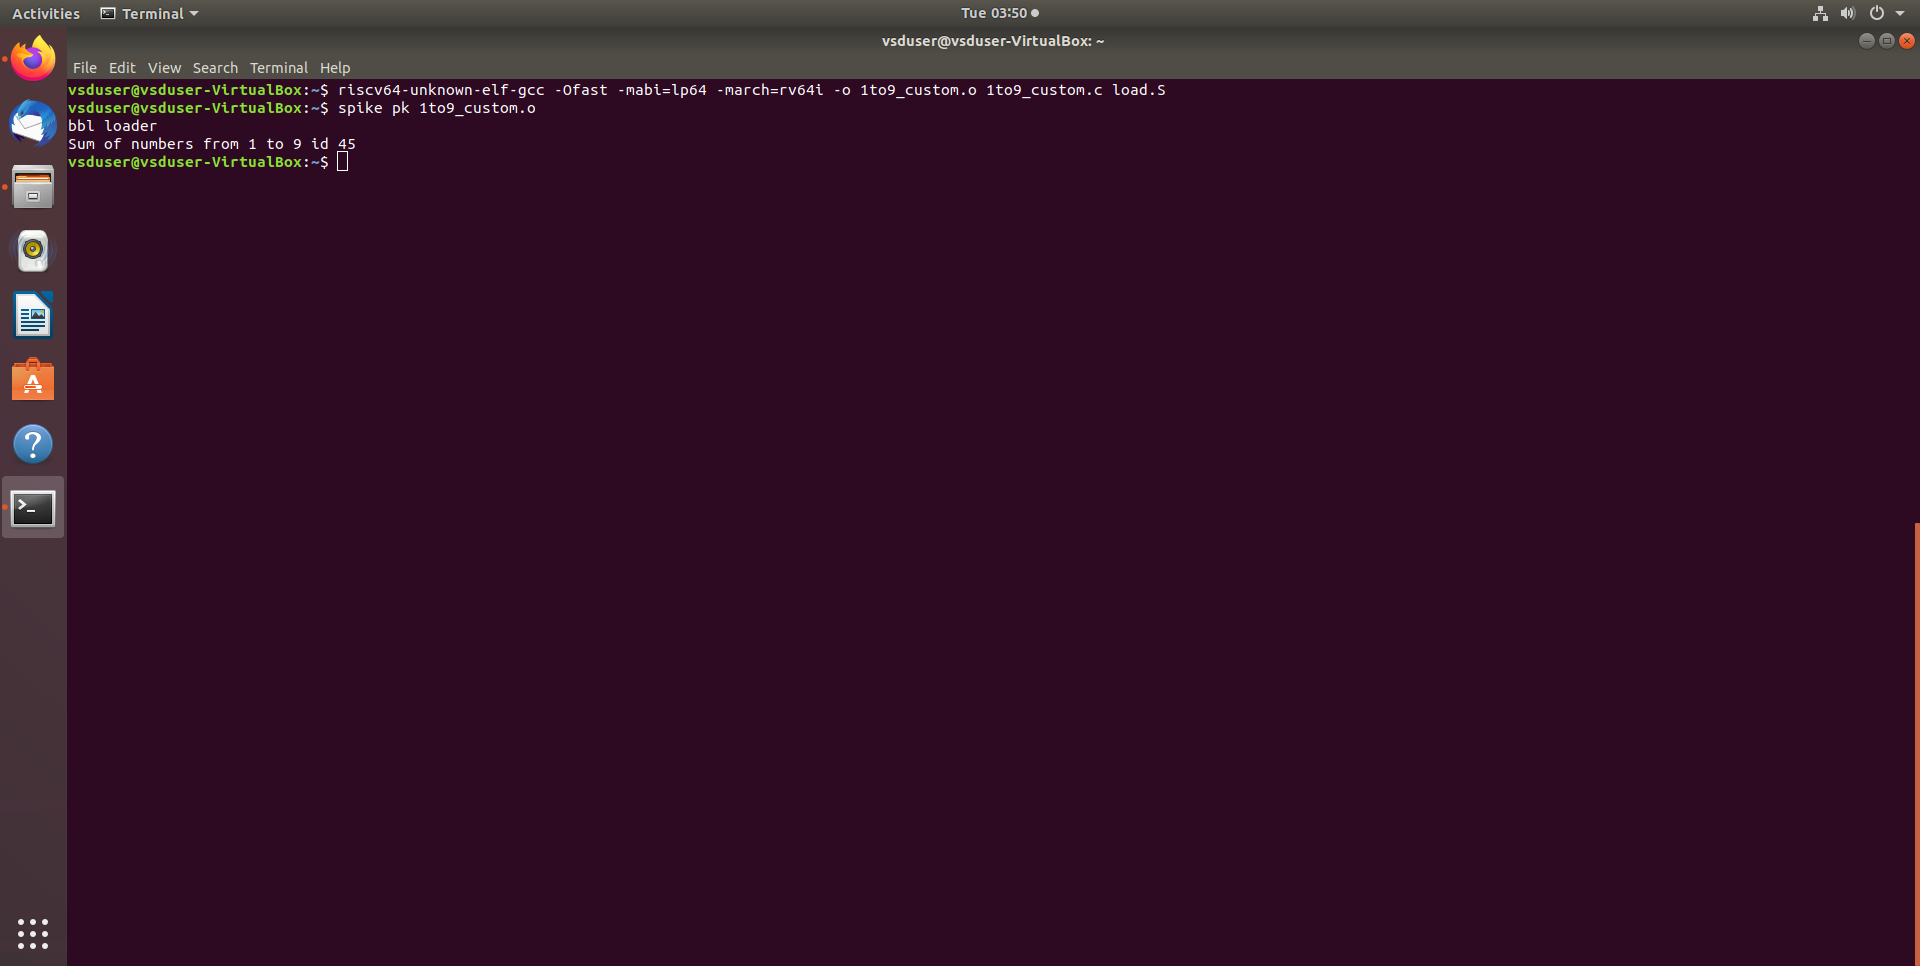 Activities Terminal Tue 03:50
vsduser@vsduser-VirtualBox: ~
File Edit View Search Terminal Help
vsduser@vsduser-VirtualBox:~$ riscv64-unknown-elf-gcc -Ofast -mabi=lp64 -march=rv64i -o 1to9_custom.o 1to9_custom.c load.S
vsduser@vsduser-VirtualBox:~$ spike pk 1to9_custom.o
bbl loader
Sum of numbers from 1 to 9 id 45
vsduser@vsduser-VirtualBox:~$